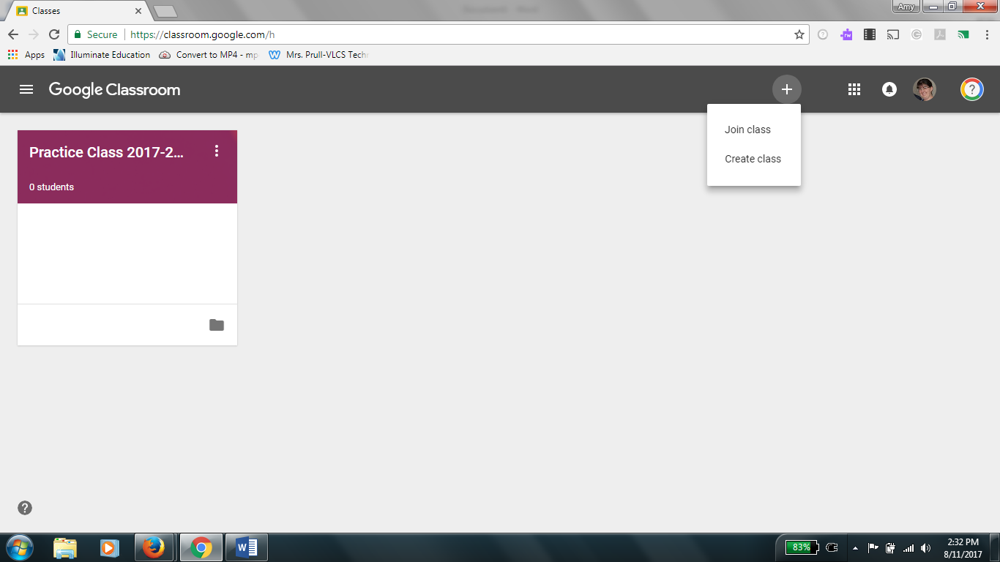 Classes
Amy
Secure
https://classroom.google.com/h
Apps
Illuminate Education
Convert to MP4 - mp
Mrs. Prull-VLCS Tech
Google Classroom
Join class
Create class
Practice Class 2017-2...
0 students
83%
2:32 PM
8/11/2017